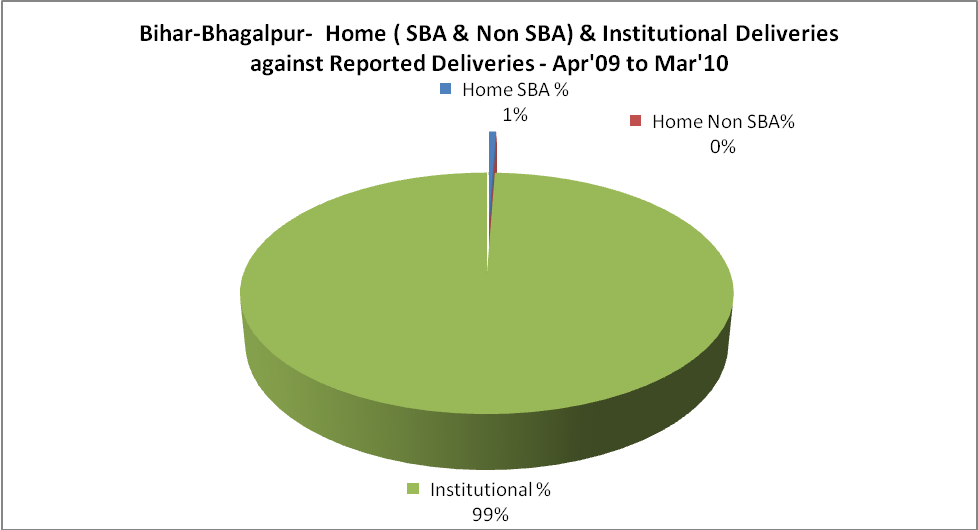 Bihar-Bhagalpur-  Home ( SBA & Non SBA) & Institutional Deliveries
against Reported Deliveries - Apr'09 to Mar'10
Home SBA %
1%
Home Non SBA%
0%
Institutional %
99%